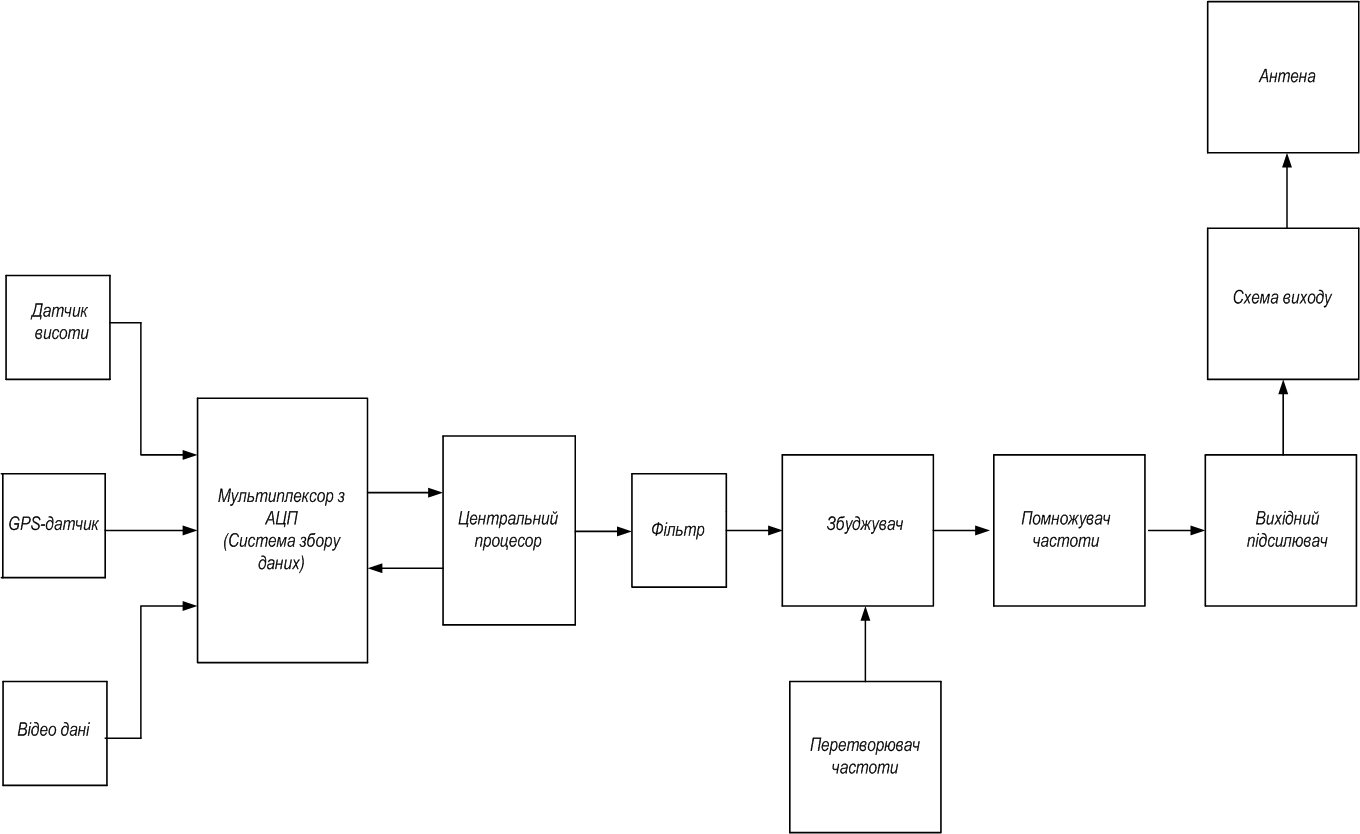 Антена
Схема виходу
Датчик
висоти
GPS-датчик
Відео дані
Мультиплексор з
АЦП
(Система збору
даних)
Центральний
процесор
Фільтр
Збуджувач
Помножувач
частоти
Вихідний
підсилювач
Перетворювач
частоти